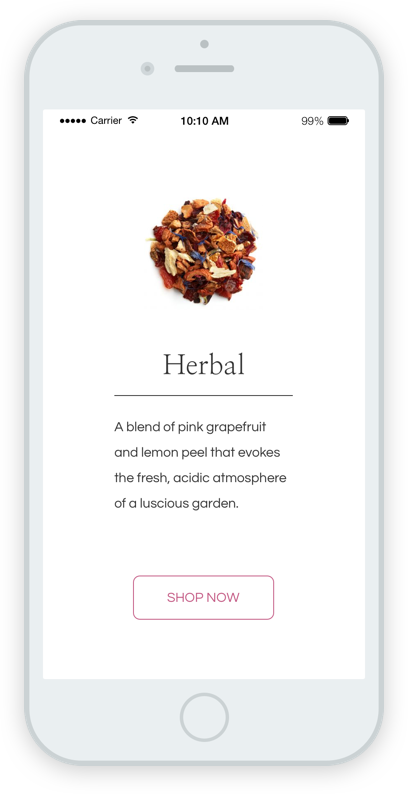 ●●●●● Carrier 10:10 AM 99%
Herbal
A blend of pink grapefruit
and lemon peel that evokes
the fresh, acidic atmosphere
of a luscious garden.
SHOP NOW